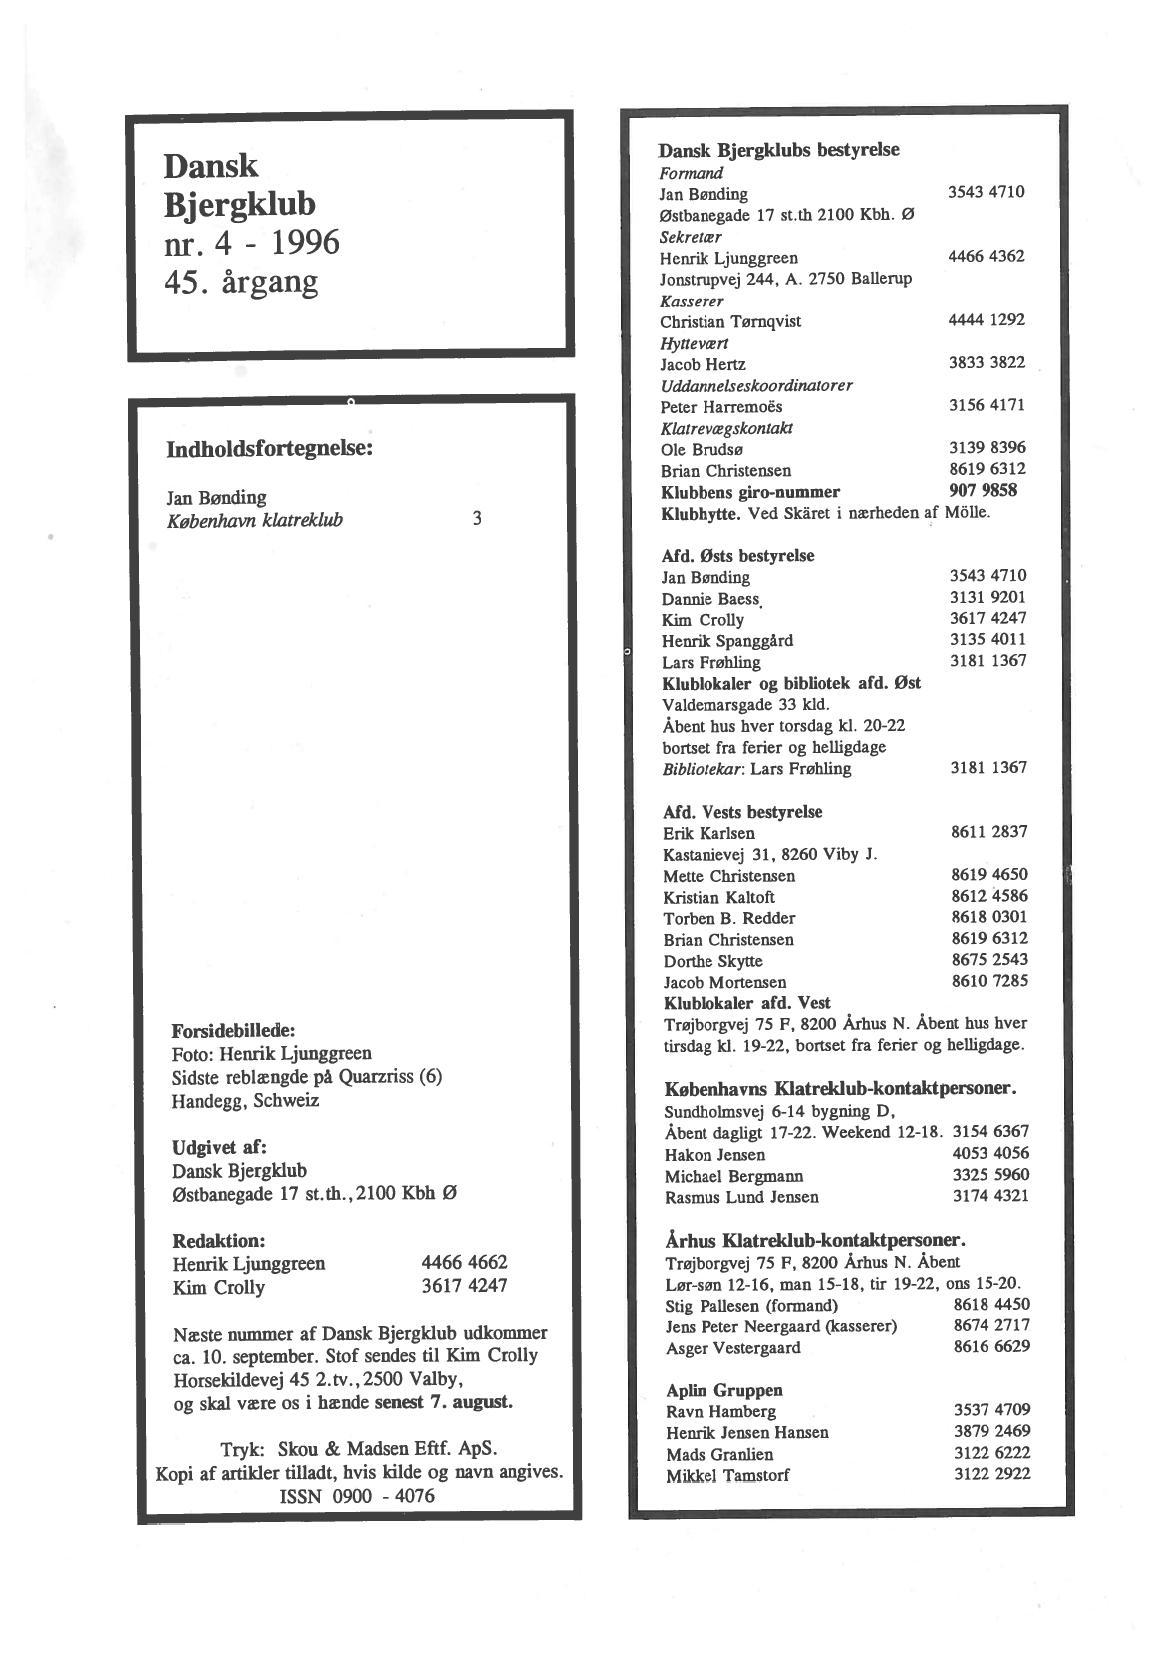 Dansk
Bjergklub
nr. 4 - 1996
45. årgang
Indholdsfortegnelse:
Jan Bønding
København klatreklub 3
Forsidebillede:
Foto: Henrik Ljunggreen
Sidste reblængde på Quarzriss (6)
Handegg, Schweiz
Udgivet af:
Dansk Bjergklub
Østbanegade 17 st.th.,2100 Kbh Ø
Redaktion:
Henrik Ljunggreen 4466 4662
Kim Crolly 3617 4247
Næste nummer af Dansk Bjergklub udkommer
ca. 10. september. Stof sendes til Kim Crolly
Horsekildevej 45 2.tv.,2500 Valby,
og skal være os i hænde senest 7. august.
Tryk: Skou & Madsen Eftf. ApS.
Kopi af artikler tilladt, hvis kilde og navn angives.
ISSN 0900 - 4076
Dansk Bjergklubs bestyrelse
Formand
Jan Bønding 3543 4710
Østbanegade 17 st.th 2100 Kbh. Ø
Sekretær
Henrik Ljunggreen 4466 4362
Jonstrupvej 244, A. 2750 Ballerup
Kasserer
Christian Tørnqvist 4444 1292
Hyttevært
Jacob Hertz 3833 3822
Uddannelseskoordinatorer
Peter Harremoës 3156 4171
Klatrevægskontakt
Ole Brudsø 3139 8396
Brian Christensen 8619 6312
Klubbens giro-nummer 907 9858
Klubhytte. Ved Skäret i nærheden af Mölle.
Afd. Østs bestyrelse
Jan Bønding 3543 4710
Dannie Baess 3131 9201
Kim Crolly 3617 4247
Henrik Spanggård 3135 4011
Lars Frøhling 3181 1367
Klublokaler og bibliotek afd. Øst
Valdemarsgade 33 kld.
Åbent hus hver torsdag kl. 20-22
bortset fra ferier og helligdage
Bibliotekar: Lars Frøhling 3181 1367
Afd. Vests bestyrelse
Erik Karlsen 8611 2837
Kastanievej 31, 8260 Viby J.
Mette Christensen 8619 4650
Kristian Kaltoft 8612 4586
Torben B. Redder 8618 0301
Brian Christensen 8619 6312
Dorthe Skytte 8675 2543
Jacob Mortensen 8610 7285
Klublokaler afd. Vest
Trøjborgvej 75 F, 8200 Århus N. Åbent hus hver
tirsdag kl. 19-22, bortset fra ferier og helligdage.
Københavns Klatreklub-kontaktpersoner.
Sundholmsvej 6-14 bygning D,
Åbent dagligt 17-22. Weekend 12-18. 3154 6367
Hakon Jensen 4053 4056
Michael Bergmann 3325 5960
Rasmus Lund Jensen 3174 4321
Århus Klatreklub-kontaktpersoner.
Trøjborgvej 75 F, 8200 Århus N. Åbent
Lør-søn 12-16, man 15-18, tir 19-22, ons 15-20.
Stig Pallesen (formand) 8618 4450
Jens Peter Neergaard (kasserer) 8674 2717
Asger Vestergaard 8616 6629
Aplin Gruppen
Ravn Hamberg 3537 4709
Henrik Jensen Hansen 3879 2469
Mads Granlien 3122 6222
Mikkel Tamstorf 3122 2922